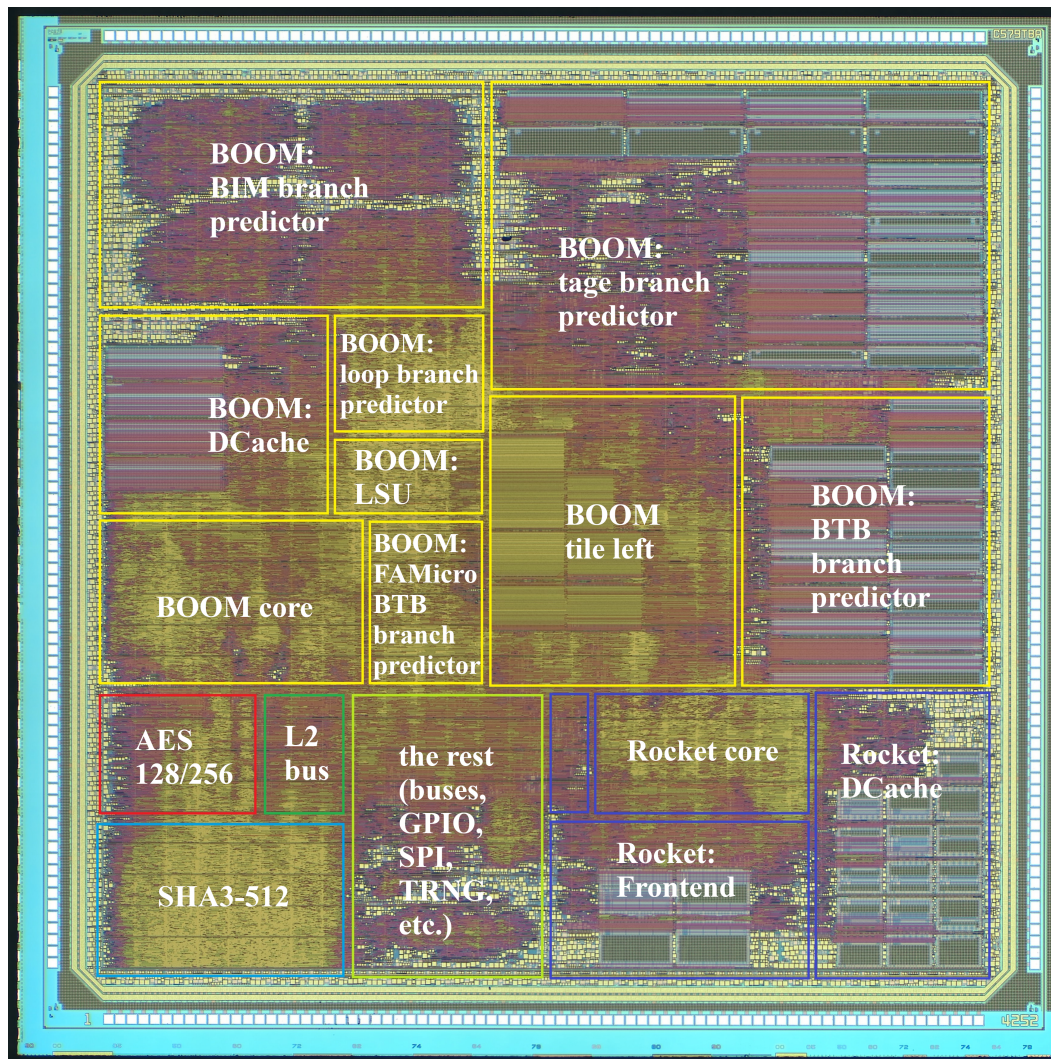 CS79TB8
BOOM:
BIM branch
predictor
BOOM:
tage branch
predictor
BOOM:
loop branch
predictor
BOOM:
DCache
BOOM:
LSU
BOOM
tile left
BOOM:
BTB
branch
predictor
BOOM core
BOOM:
FAMicro
BTB
branch
predictor
AES
128/256
L2
bus
the rest
(buses,
GPIO,
SPI,
TRNG,
etc.)
Rocket core
Rocket:
DCache
Rocket:
Frontend
SHA3-512
1
4252